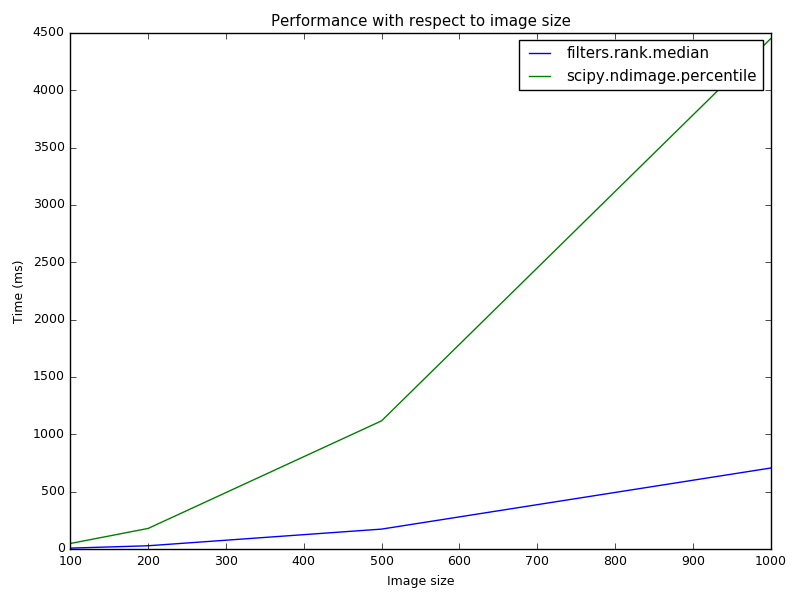 Performance with respect to image size
filters.rank.median
scipy.ndimage.percentile
4500
4000
3500
3000
2500
2000
1500
1000
500
0
Time (ms)
100 200 300 400 500 600 700 800 900 1000
Image size